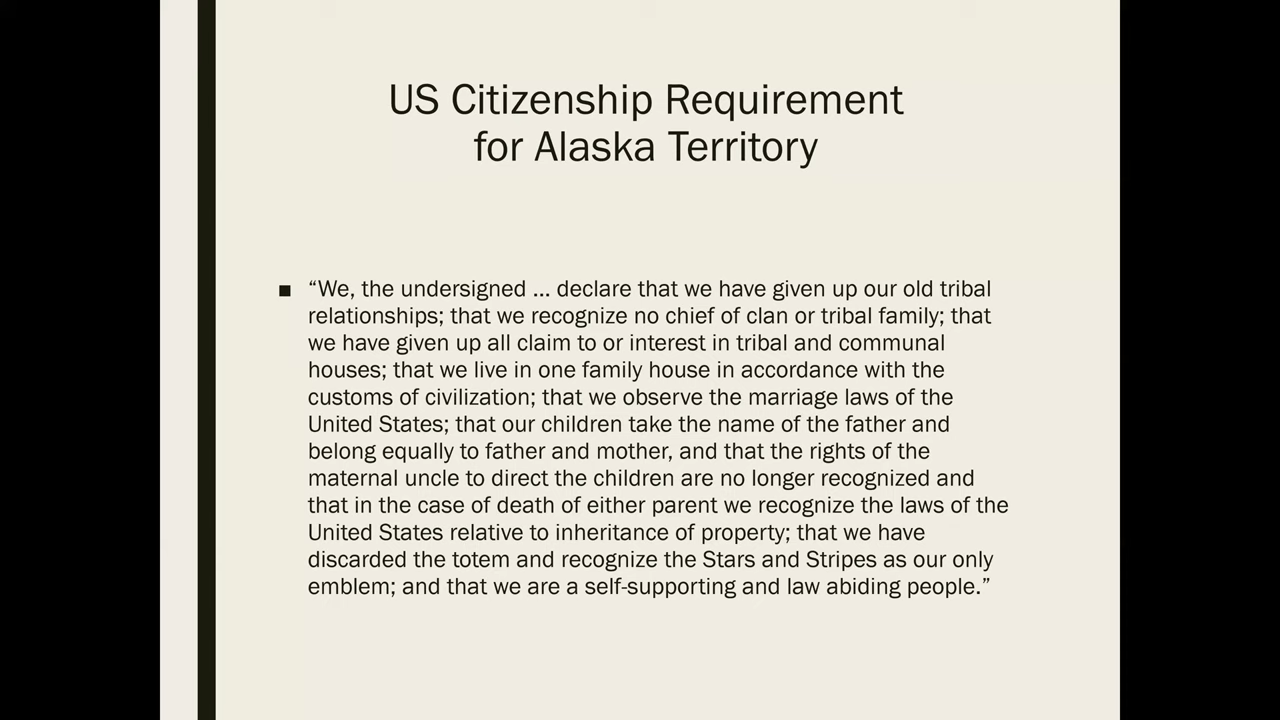 US Citizenship Requirement
for Alaska Territory
■ “We, the undersigned ... declare that we have given up our old tribal
relationships; that we recognize no chief of clan or tribal family; that
we have given up all claim to or interest in tribal and communal
houses; that we live in one family house in accordance with the
customs of civilization; that we observe the marriage laws of the
United States; that our children take the name of the father and
belong equally to father and mother, and that the rights of the
maternal uncle to direct the children are no longer recognized and
that in the case of death of either parent we recognize the laws of the
United States relative to inheritance of property; that we have
discarded the totem and recognize the Stars and Stripes as our only
emblem; and that we are a self-supporting and law abiding people.”